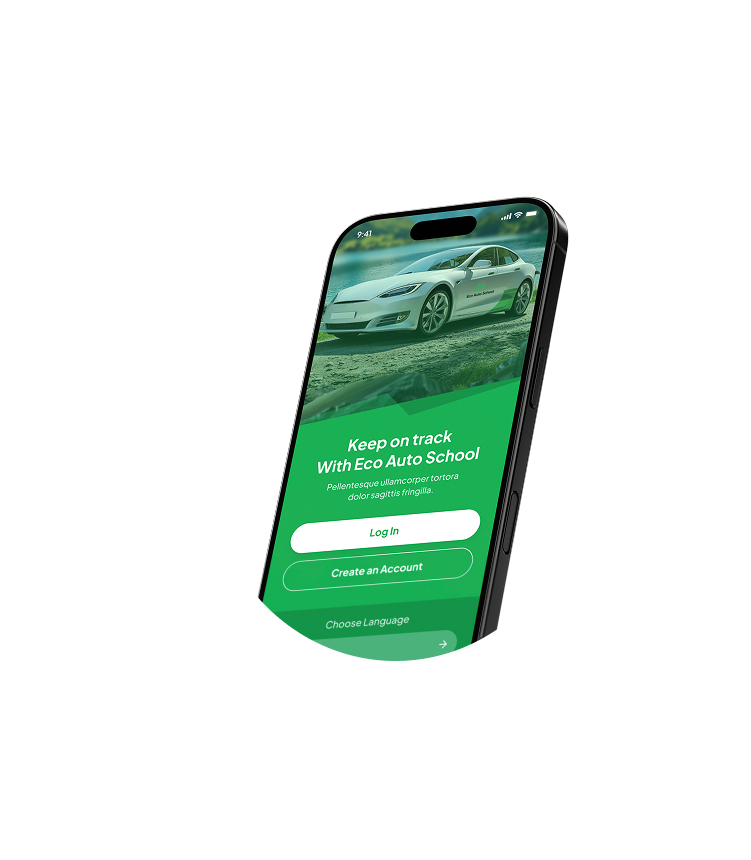 9:41
Eco Auto School
Keep on track
With Eco Auto School
Pellentesque ullamcorper tortora
dolor sagittis fringilla.
Log In
Create an Account
Choose Language